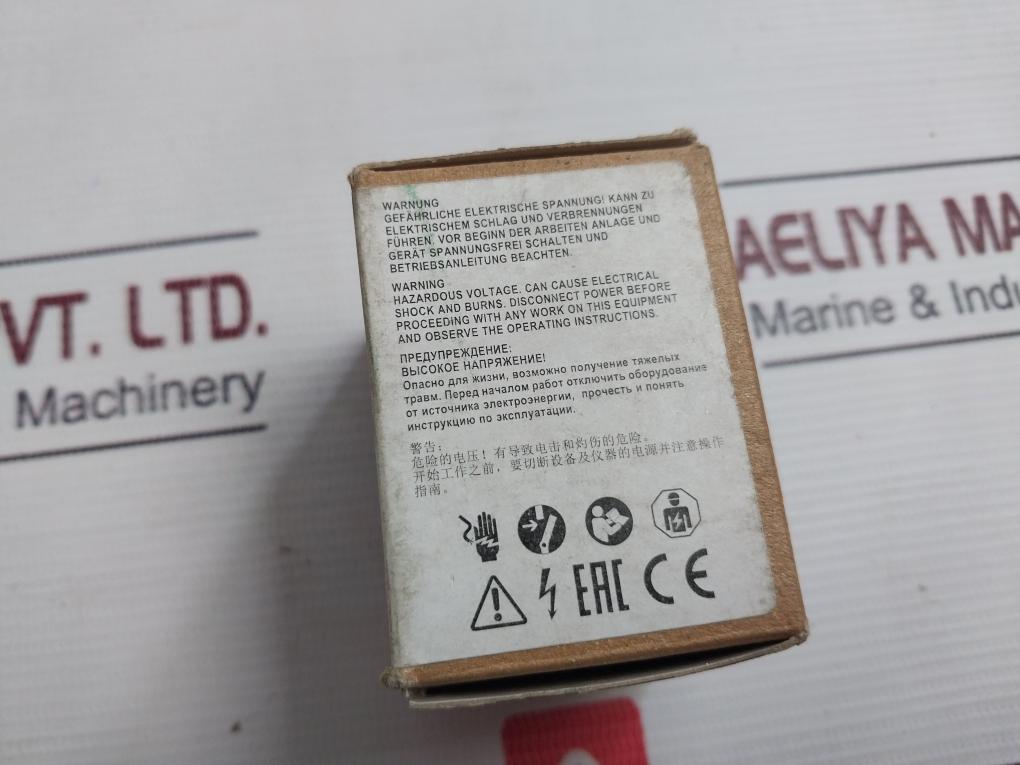 WARNUNG
GEFÄHRLICHE ELEKTRISCHE SPANNUNG! KANN ZU
ELEKTRISCHEM SCHLAG UND VERBRENNUNGEN
FÜHREN. VOR BEGINN DER ARBEITEN ANLAGE UND
GERÄT SPANNUNGSFREI SCHALTEN UND
BETRIEBSANLEITUNG BEACHTEN.
WARNING
HAZARDOUS VOLTAGE. CAN CAUSE ELECTRICAL
SHOCK AND BURNS. DISCONNECT POWER BEFORE
PROCEEDING WITH ANY WORK ON THIS EQUIPMENT
AND OBSERVE THE OPERATING INSTRUCTIONS.
ПРЕДУПРЕЖДЕНИЕ:
ВЫСОКОЕ НАПРЯЖЕНИЕ!
Опасно для жизни, возможно получение тяжелых
травм. Перед началом работ отключить оборудование
от источника электроэнергии, прочесть и понять
инструкцию по эксплуатации.
警告:
危险的电压! 有导致电击和灼伤的危险。
开始工作之前, 要切断设备及仪器的电源并注意操作
指南。
EAC CE
VT. LTD.
Machinery
AELIYA MA
Marine & Indu